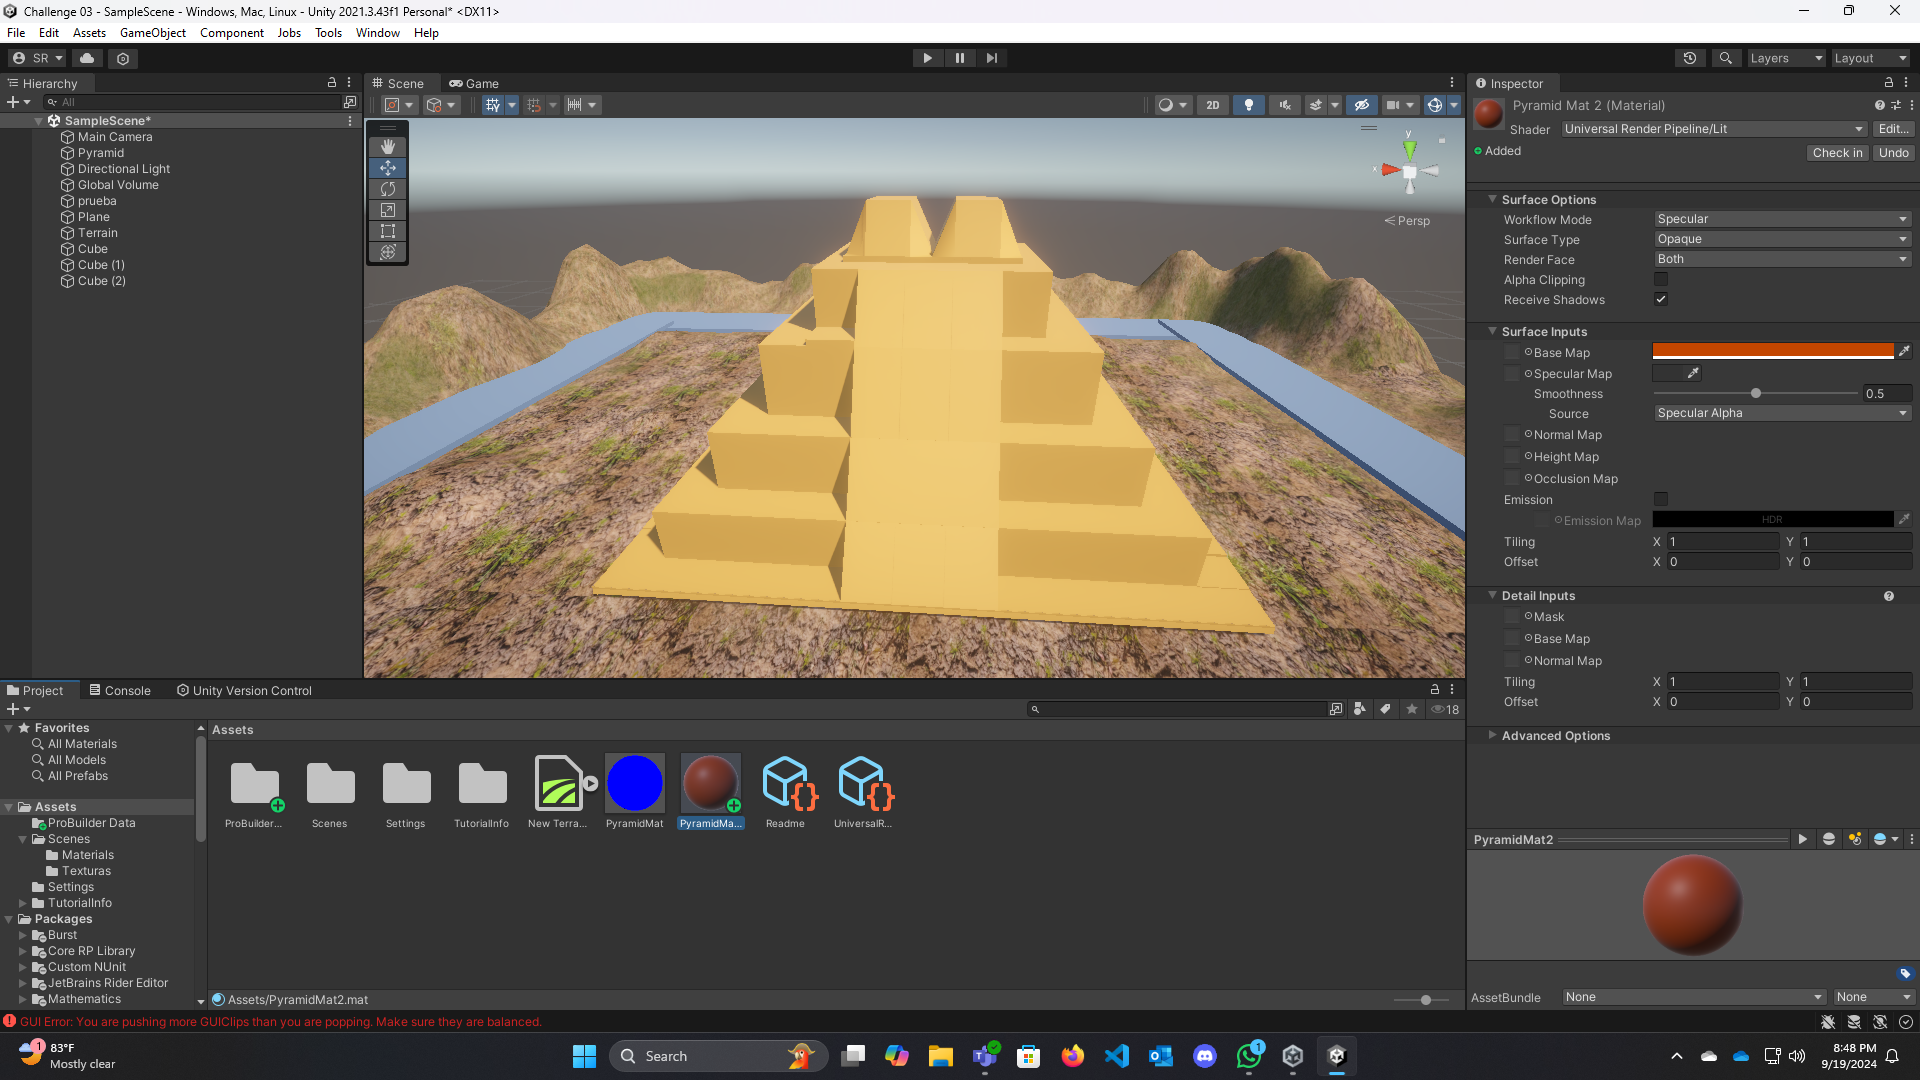 Challenge 03 - SampleScene - Windows, Mac, Linux - Unity 2021.3.43f1 Personal* <DX11>
File Edit Assets GameObject Component Jobs Tools Window Help
SR
Layers
Layout
Hierarchy
All
SampleScene*
Main Camera
Pyramid
Directional Light
Global Volume
prueba
Plane
Terrain
Cube
Cube (1)
Cube (2)
Scene
Game
2D
y
x
Persp
Inspector
Pyramid Mat 2 (Material)
Shader Universal Render Pipeline/Lit Edit...
Added
Check in Undo
Surface Options
Workflow Mode Specular
Surface Type Opaque
Render Face Both
Alpha Clipping
Receive Shadows
Surface Inputs
Base Map
Specular Map
Smoothness 0.5
Source Specular Alpha
Normal Map
Height Map
Occlusion Map
Emission
Emission Map HDR
Tiling X 1 Y 1
Offset X 0 Y 0
Detail Inputs
Mask
Base Map
Normal Map
Tiling X 1 Y 1
Offset X 0 Y 0
Advanced Options
PyramidMat2
AssetBundle None None
Project
Console
Unity Version Control
18
Favorites
All Materials
All Models
All Prefabs
Assets
ProBuilder Data
Scenes
Materials
Texturas
Settings
TutorialInfo
Packages
Burst
Core RP Library
Custom NUnit
JetBrains Rider Editor
Mathematics
Assets
ProBuilder...
Scenes
Settings
TutorialInfo
New Terra...
PyramidMat
PyramidMa...
Readme
UniversalR...
Assets/PyramidMat2.mat
GUI Error: You are pushing more GUIClips than you are popping. Make sure they are balanced.
1
83°F
Mostly clear
Search
1
8:48 PM
9/19/2024